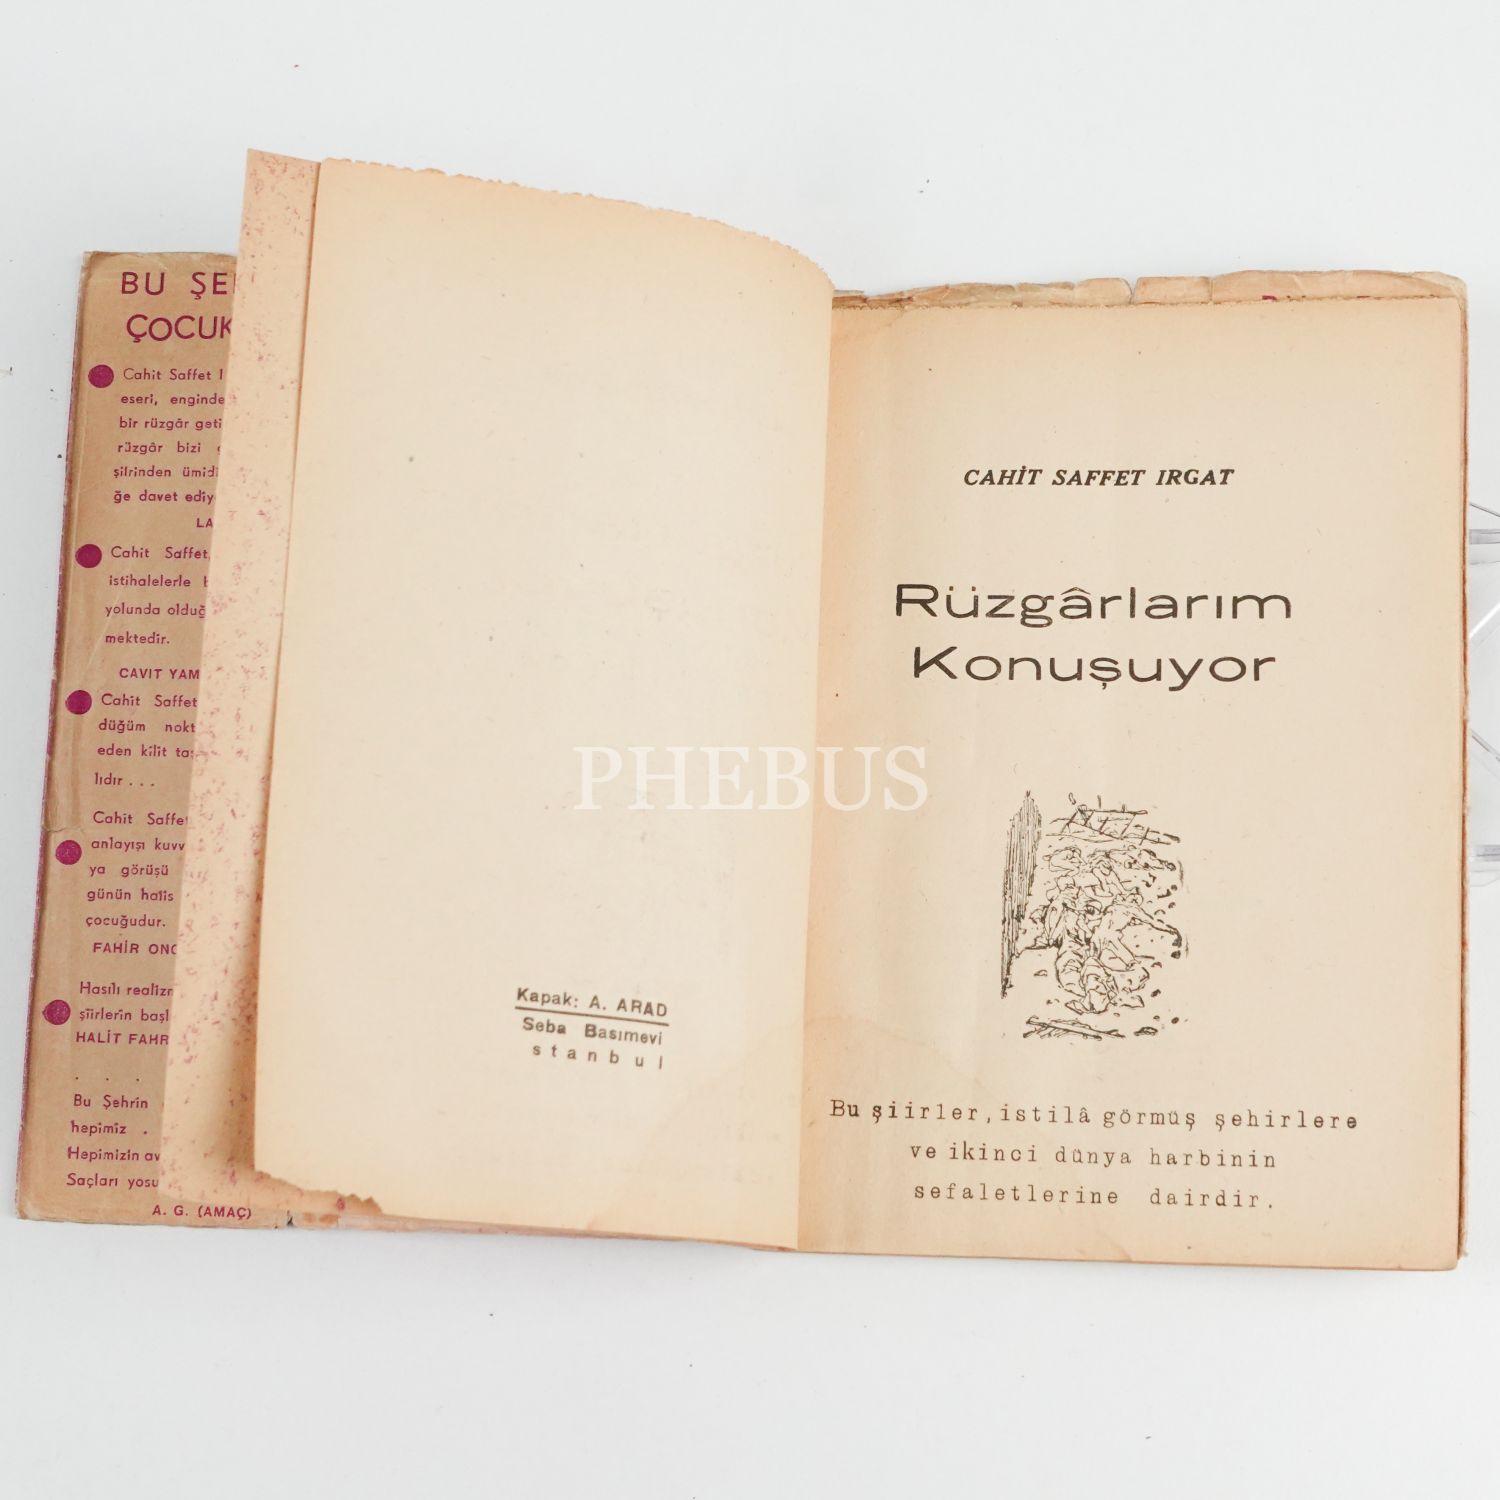 BU ŞE
ÇOCUK
Cahit Saffet I
eseri, enginde
bir rüzgâr geti
rüzgâr bizi
şiirinden ümid
ğe davet ediy
LA
Cahit Saffet
istihalelerle
yolunda olduğ
mektedir.
CAVIT YAM
Cahit Saffet
düğüm nokt
eden kilit ta
lıdır . . .
Cahit Saffe
anlayışı kuvv
ya görüşü
günün halis
çocuğudur.
FAHİR ONG
Hasılı realizm
şiirlerin başl
HALİT FAHR
. . .
Bu Şehrin
hepimiz .
Hepimizin av
Saçları yosu
A. G. (AMAÇ)
Kapak: A. ARAD
Seba Basımevi
stanbul
CAHİT SAFFET IRGAT
Rüzgârlarım
Konuşuyor
Bu şiirler, istilâ görmüş şehirlere
ve ikinci dünya harbinin
sefaletlerine dairdir.
PHEBUS